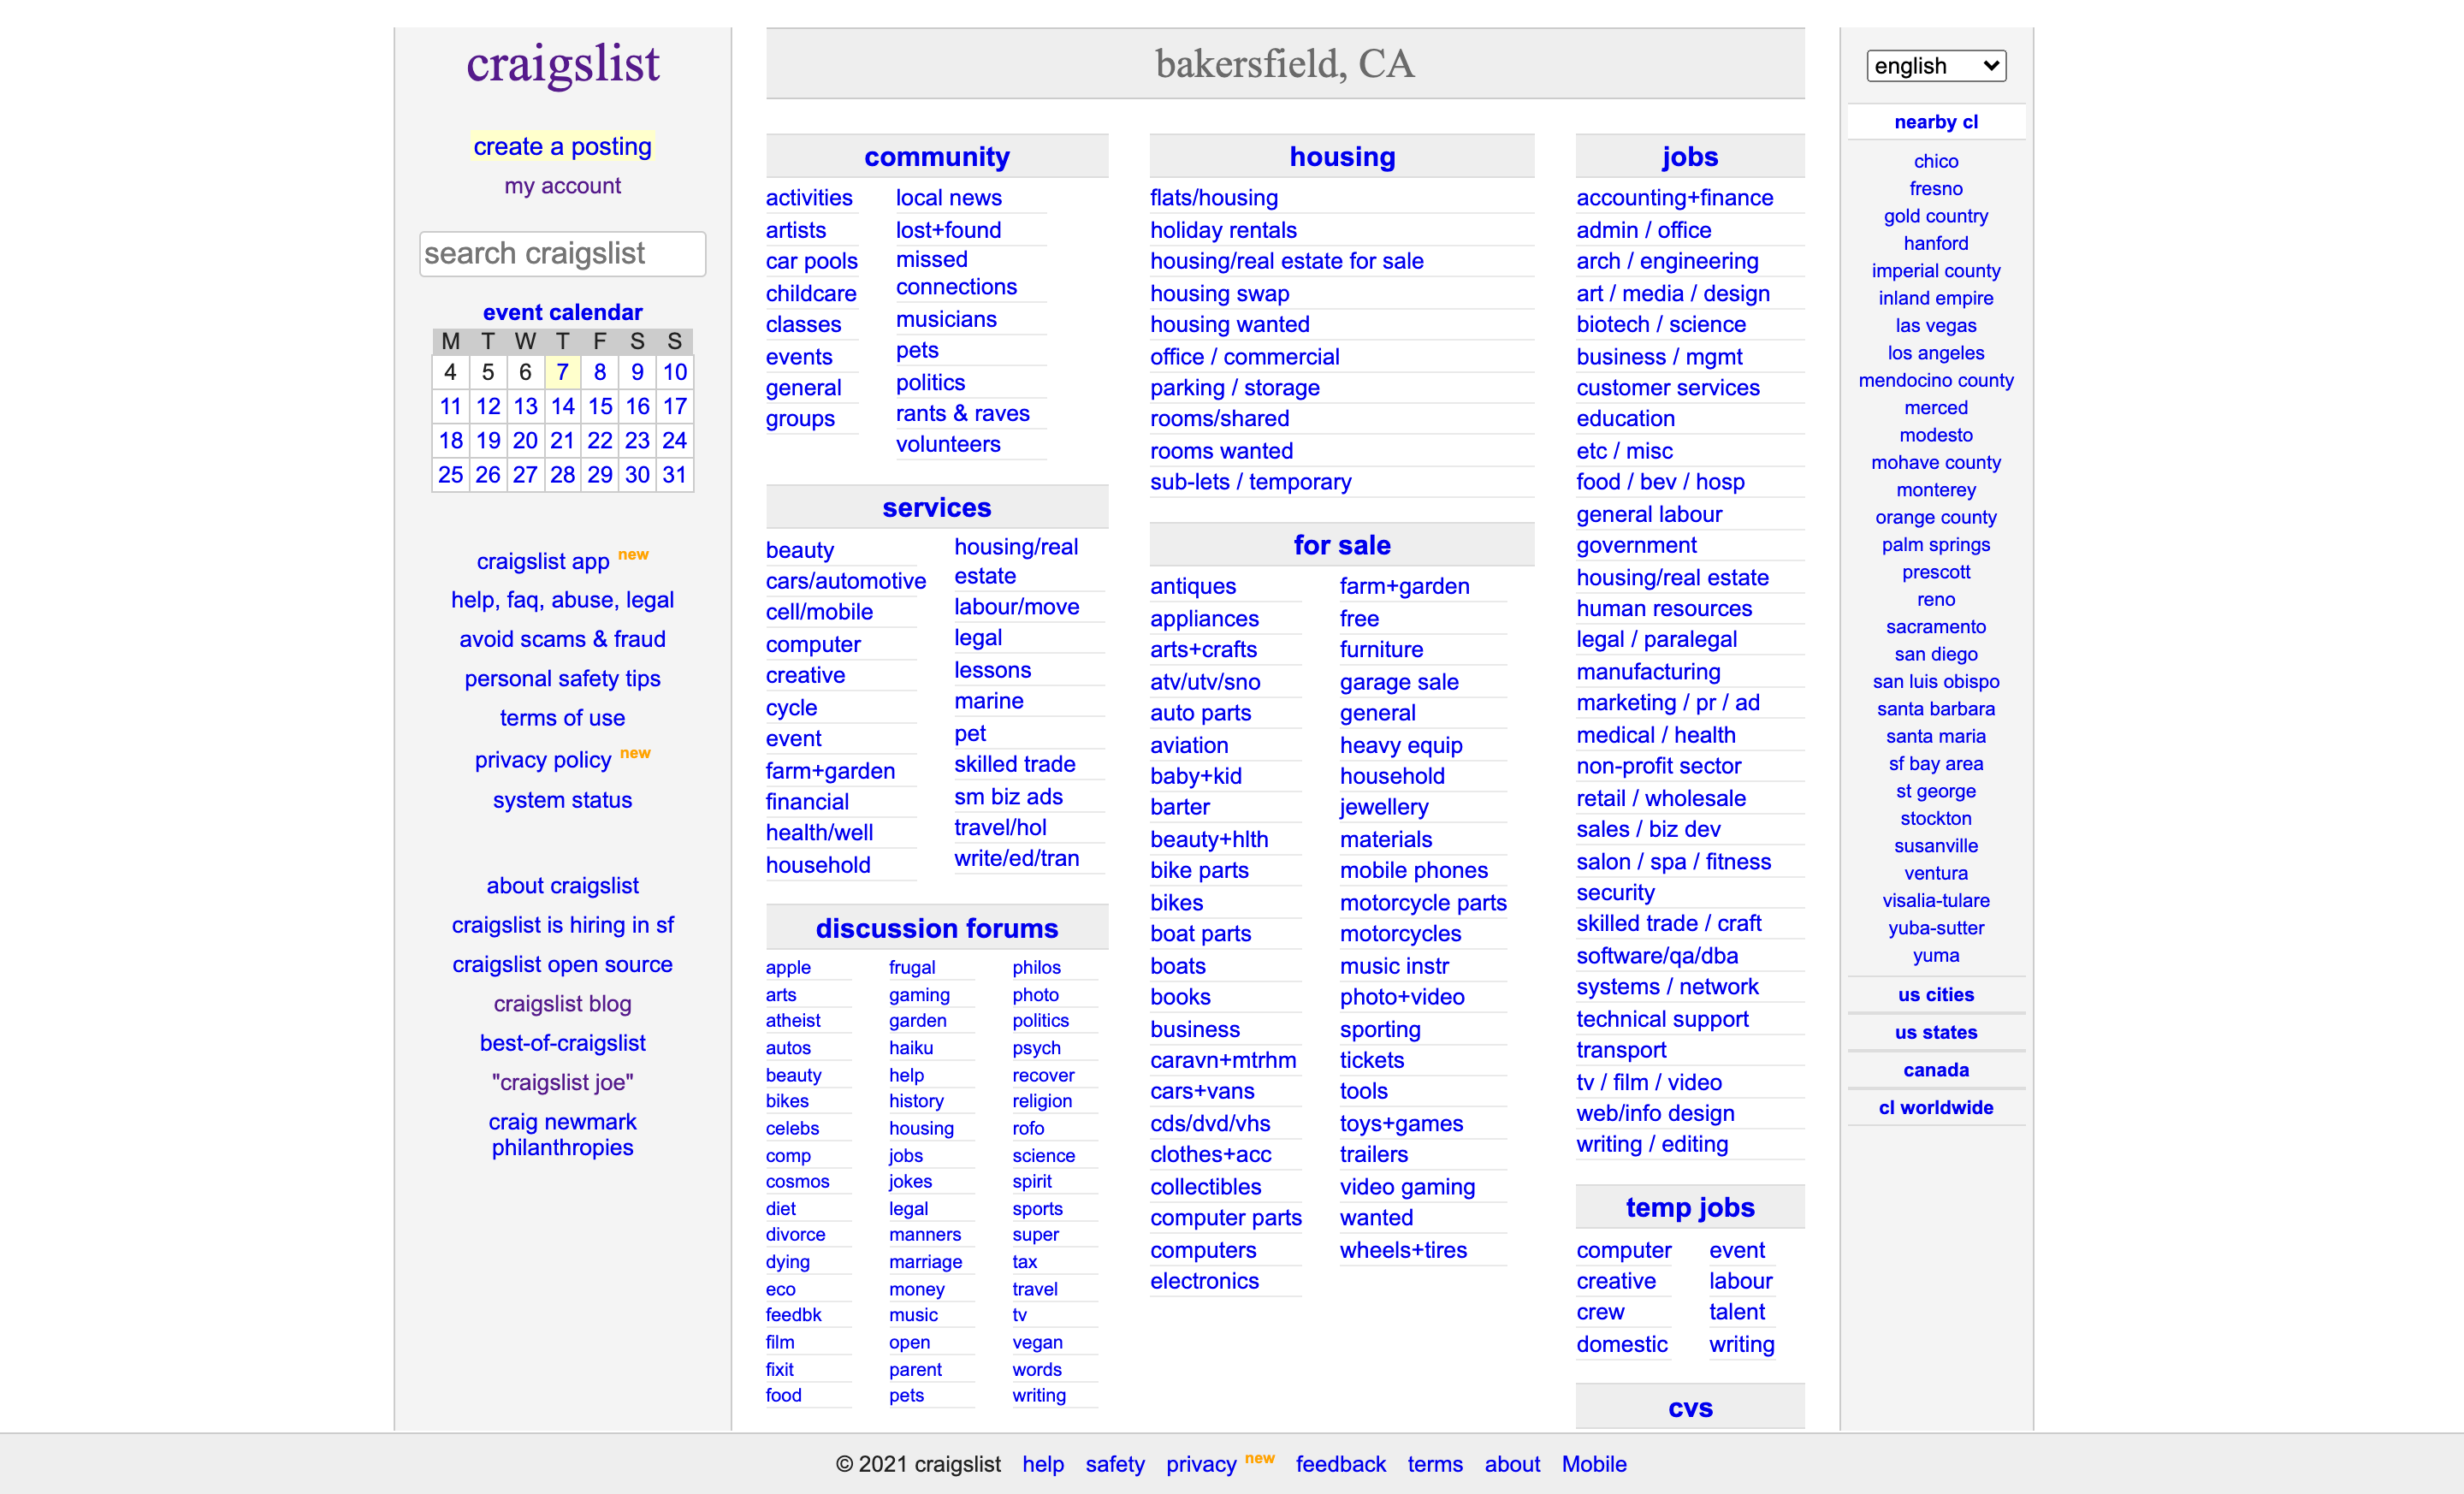 craigslist
create a posting
my account
search craigslist
event calendar
M T W T F S S
4 5 6 7 8 9 10
11 12 13 14 15 16 17
18 19 20 21 22 23 24
25 26 27 28 29 30 31
craigslist app new
help, faq, abuse, legal
avoid scams & fraud
personal safety tips
terms of use
privacy policy new
system status
about craigslist
craigslist is hiring in sf
craigslist open source
craigslist blog
best-of-craigslist
"craigslist joe"
craig newmark
philanthropies
bakersfield, CA
community
activities
artists
car pools
childcare
classes
events
general
groups
local news
lost+found
missed
connections
musicians
pets
politics
rants & raves
volunteers
services
beauty
cars/automotive
cell/mobile
computer
creative
cycle
event
farm+garden
financial
health/well
household
housing/real
estate
labour/move
legal
lessons
marine
pet
skilled trade
sm biz ads
travel/hol
write/ed/tran
discussion forums
apple
arts
atheist
autos
beauty
bikes
celebs
comp
cosmos
diet
divorce
dying
eco
feedbk
film
fixit
food
frugal
gaming
garden
haiku
help
history
housing
jobs
jokes
legal
manners
marriage
money
music
open
parent
pets
philos
photo
politics
psych
recover
religion
rofo
science
spirit
sports
super
tax
travel
tv
vegan
words
writing
housing
flats/housing
holiday rentals
housing/real estate for sale
housing swap
housing wanted
office / commercial
parking / storage
rooms/shared
rooms wanted
sub-lets / temporary
for sale
antiques
appliances
arts+crafts
atv/utv/sno
auto parts
aviation
baby+kid
barter
beauty+hlth
bike parts
bikes
boat parts
boats
books
business
caravn+mtrhm
cars+vans
cds/dvd/vhs
clothes+acc
collectibles
computer parts
computers
electronics
farm+garden
free
furniture
garage sale
general
heavy equip
household
jewellery
materials
mobile phones
motorcycle parts
motorcycles
music instr
photo+video
sporting
tickets
tools
toys+games
trailers
video gaming
wanted
wheels+tires
jobs
accounting+finance
admin / office
arch / engineering
art / media / design
biotech / science
business / mgmt
customer services
education
etc / misc
food / bev / hosp
general labour
government
housing/real estate
human resources
legal / paralegal
manufacturing
marketing / pr / ad
medical / health
non-profit sector
retail / wholesale
sales / biz dev
salon / spa / fitness
security
skilled trade / craft
software/qa/dba
systems / network
technical support
transport
tv / film / video
web/info design
writing / editing
temp jobs
computer
creative
crew
domestic
event
labour
talent
writing
cvs
english
nearby cl
chico
fresno
gold country
hanford
imperial county
inland empire
las vegas
los angeles
mendocino county
merced
modesto
mohave county
monterey
orange county
palm springs
prescott
reno
sacramento
san diego
san luis obispo
santa barbara
santa maria
sf bay area
st george
stockton
susanville
ventura
visalia-tulare
yuba-sutter
yuma
us cities
us states
canada
cl worldwide
© 2021 craigslist help safety privacy new feedback terms about Mobile